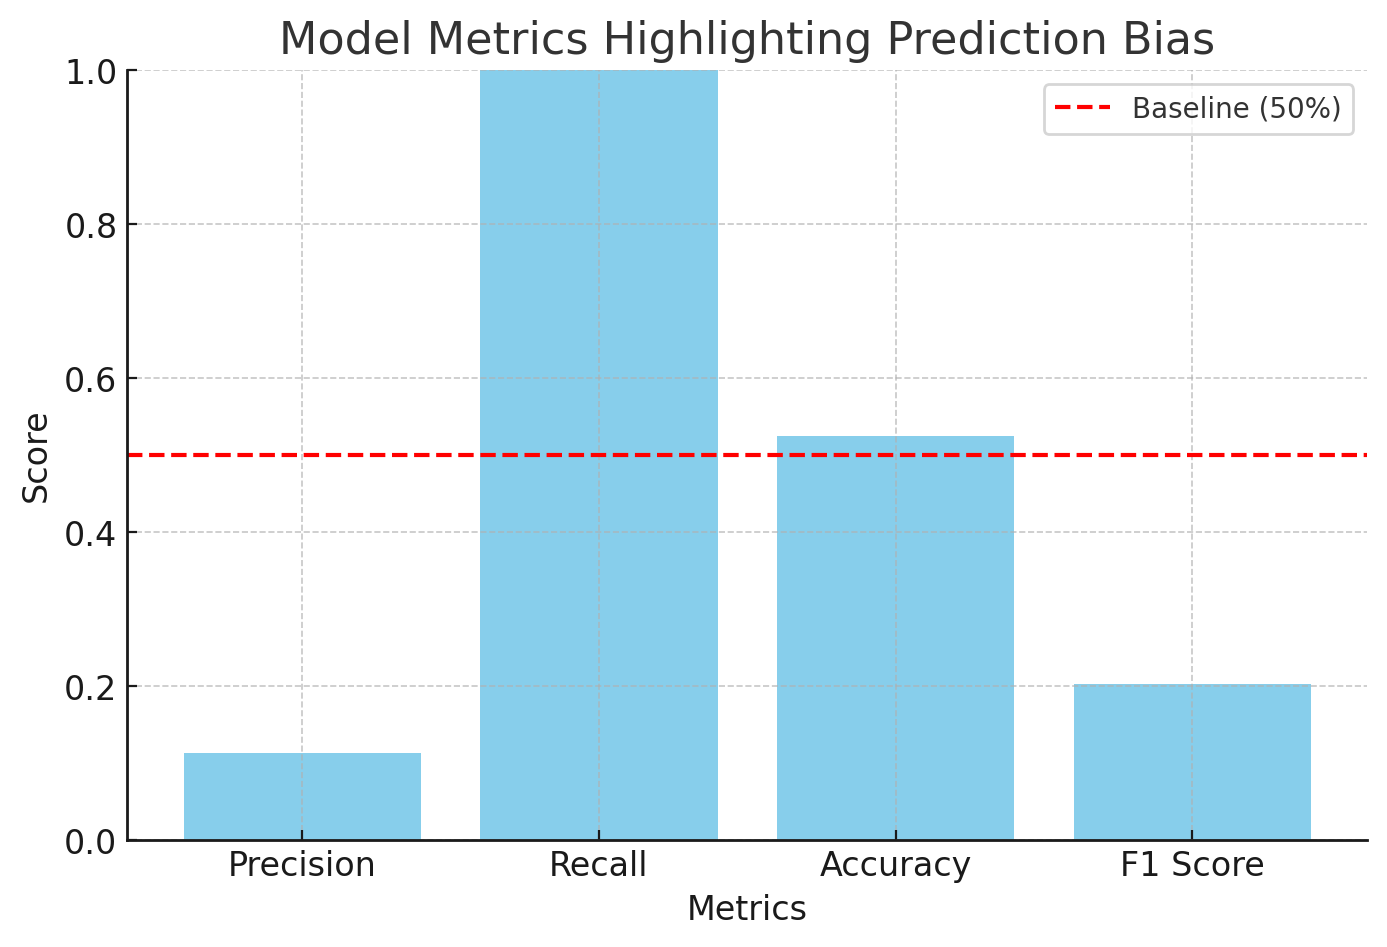 Model Metrics Highlighting Prediction Bias
Baseline (50%)
1.0
0.8
0.6
0.4
0.2
0.0
Score
Precision Recall Accuracy F1 Score
Metrics